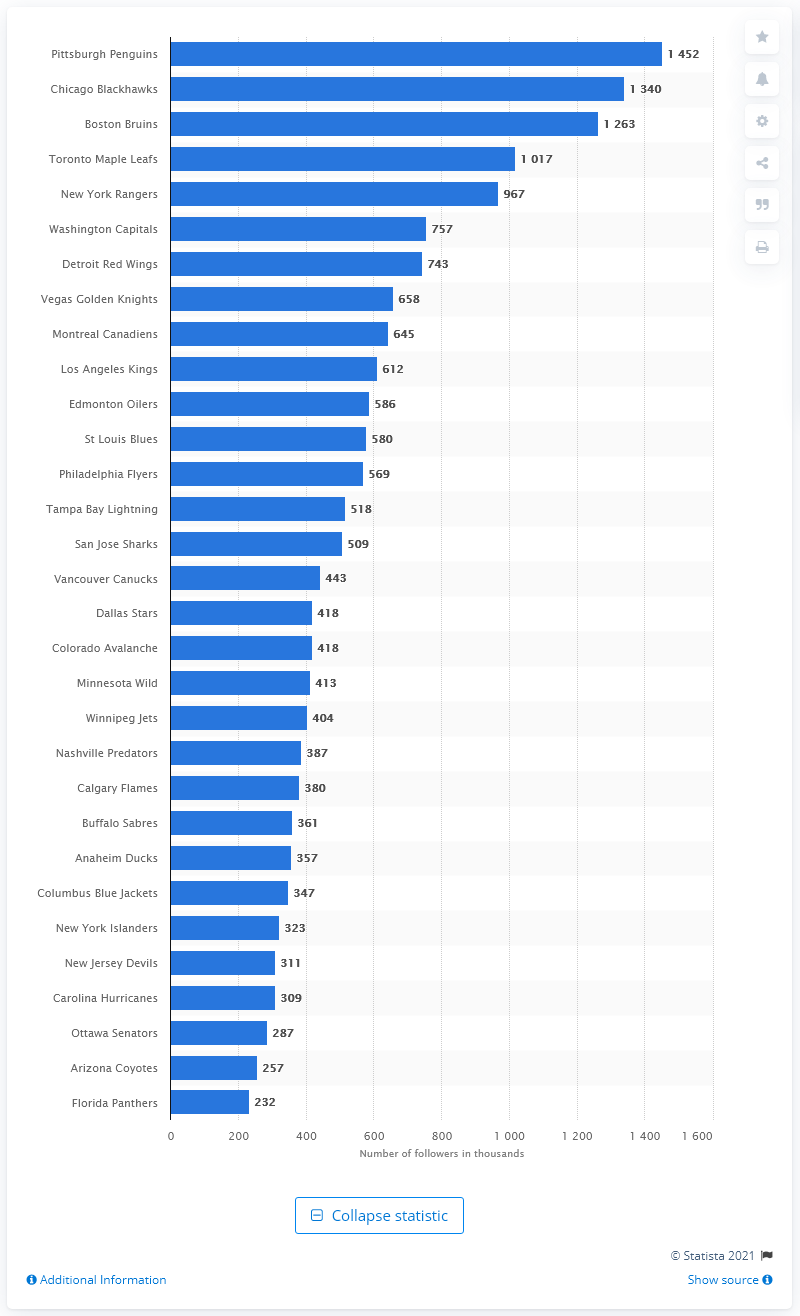 Pittsburgh Penguins 1 452
Chicago Blackhawks 1 340
Boston Bruins 1 263
Toronto Maple Leafs 1 017
New York Rangers 967
Washington Capitals 757
Detroit Red Wings 743
Vegas Golden Knights 658
Montreal Canadiens 645
Los Angeles Kings 612
Edmonton Oilers 586
St Louis Blues 580
Philadelphia Flyers 569
Tampa Bay Lightning 518
San Jose Sharks 509
Vancouver Canucks 443
Dallas Stars 418
Colorado Avalanche 418
Minnesota Wild 413
Winnipeg Jets 404
Nashville Predators 387
Calgary Flames 380
Buffalo Sabres 361
Anaheim Ducks 357
Columbus Blue Jackets 347
New York Islanders 323
New Jersey Devils 311
Carolina Hurricanes 309
Ottawa Senators 287
Arizona Coyotes 257
Florida Panthers 232
0 200 400 600 800 1 000 1 200 1 400 1 600
Number of followers in thousands
Collapse statistic
© Statista 2021
Additional Information Show source